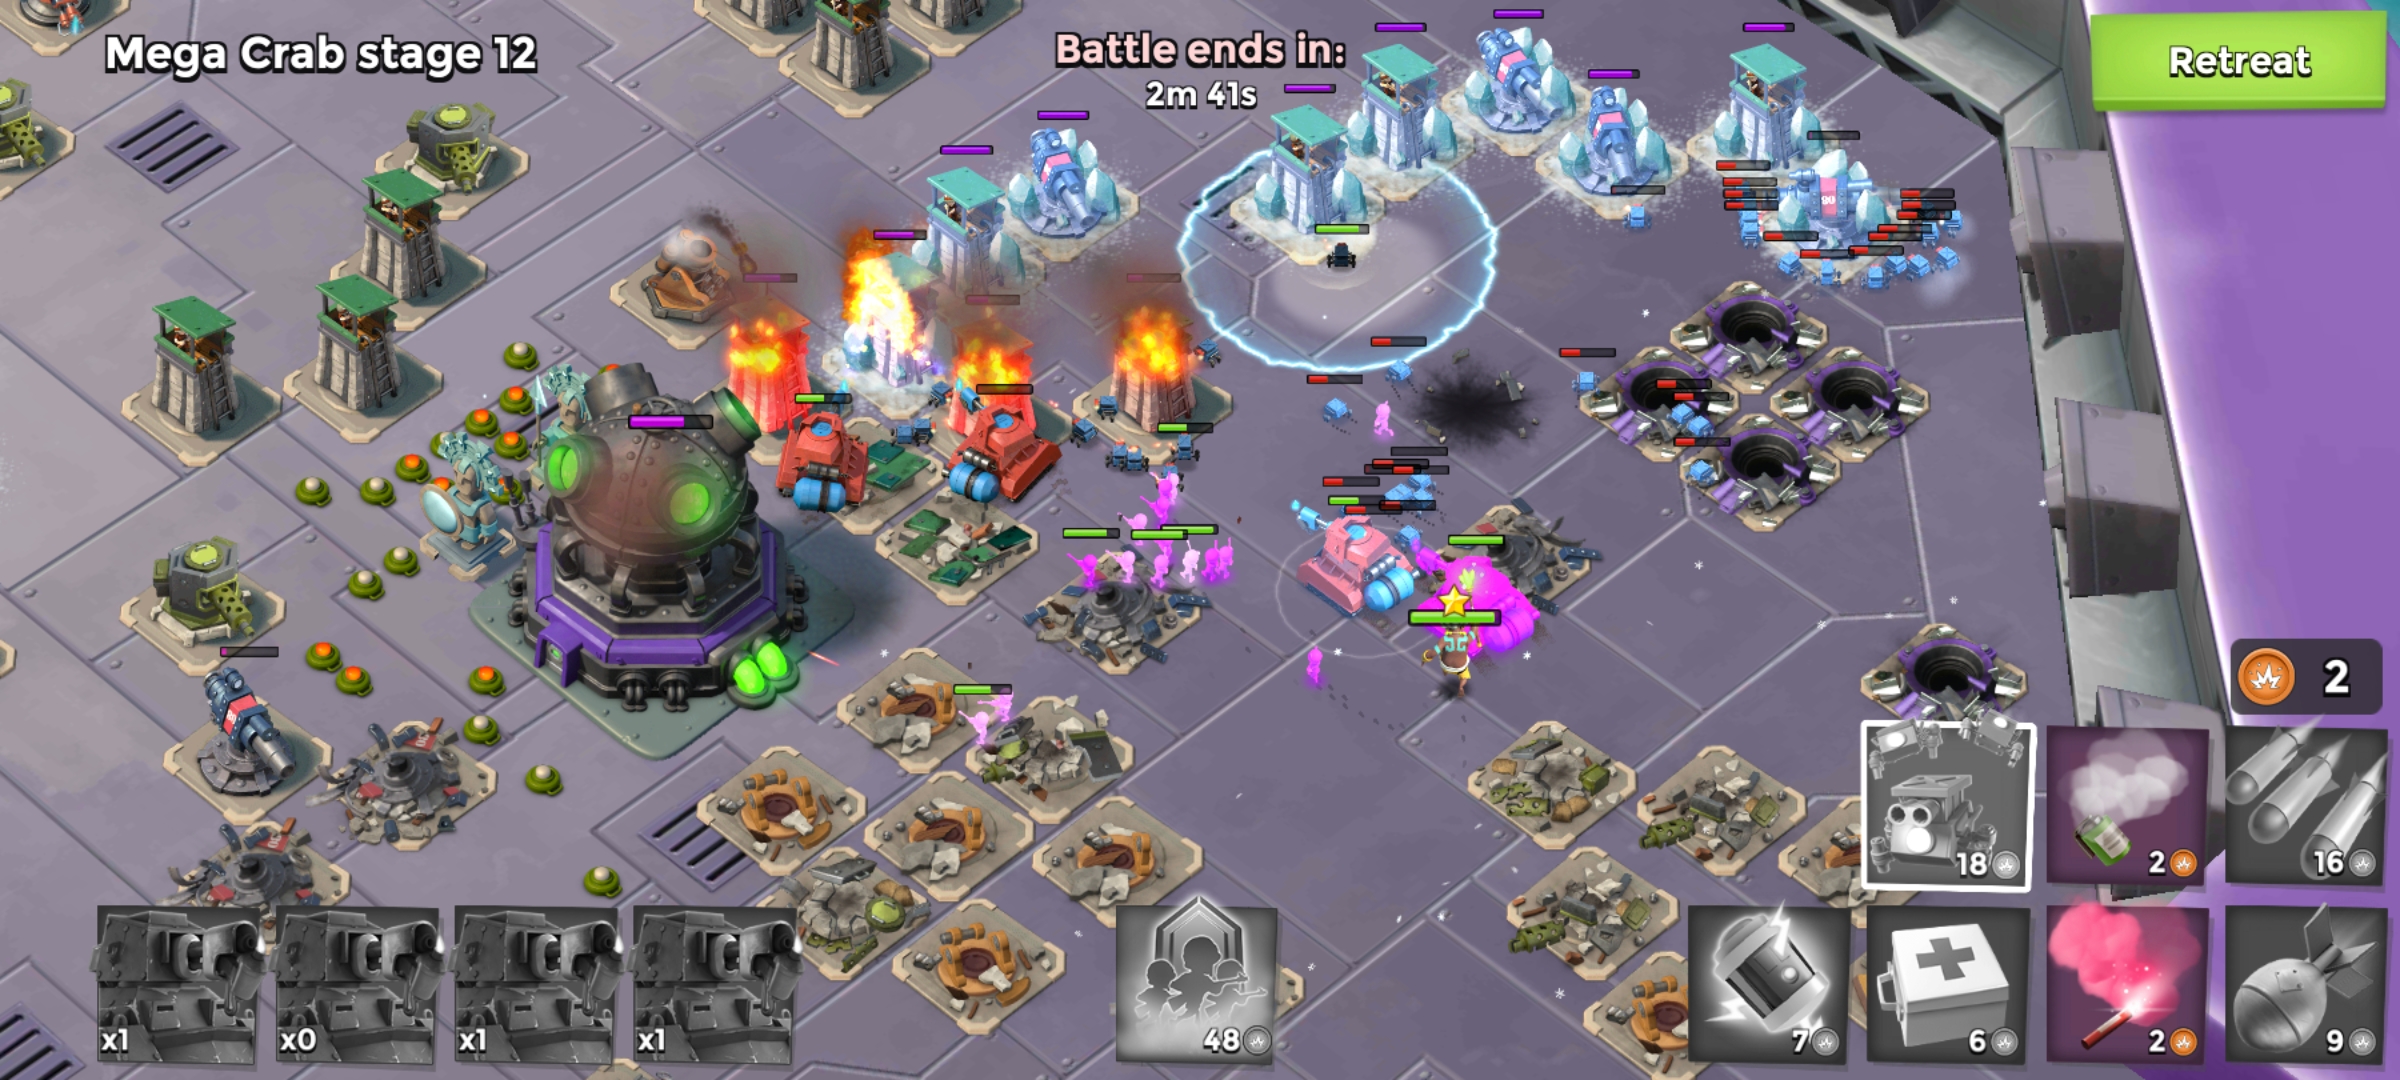 Mega Crab stage 12
Battle ends in:
2m 41s
Retreat
2
18
2
16
x1
x0
x1
x1
48
7
6
2
9